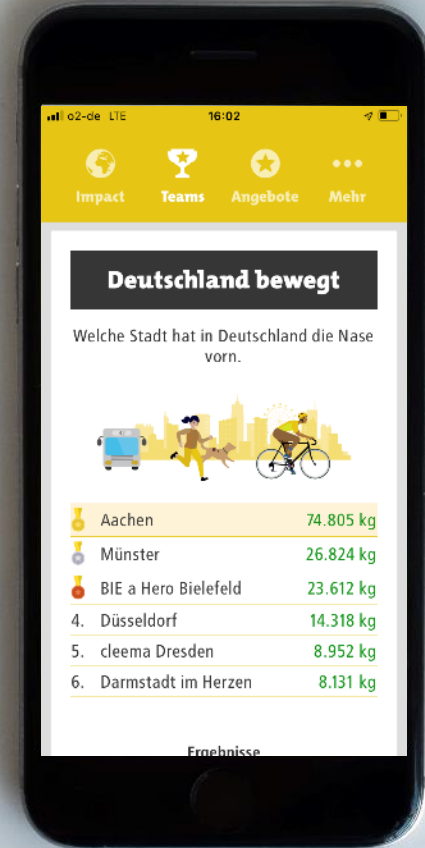 o2-de LTE 16:02
Impact Teams Angebote Mehr
Deutschland bewegt
Welche Stadt hat in Deutschland die Nase
vorn.
Aachen 74.805 kg
Münster 26.824 kg
BIE a Hero Bielefeld 23.612 kg
4. Düsseldorf 14.318 kg
5. cleema Dresden 8.952 kg
6. Darmstadt im Herzen 8.131 kg
Ergebnisse